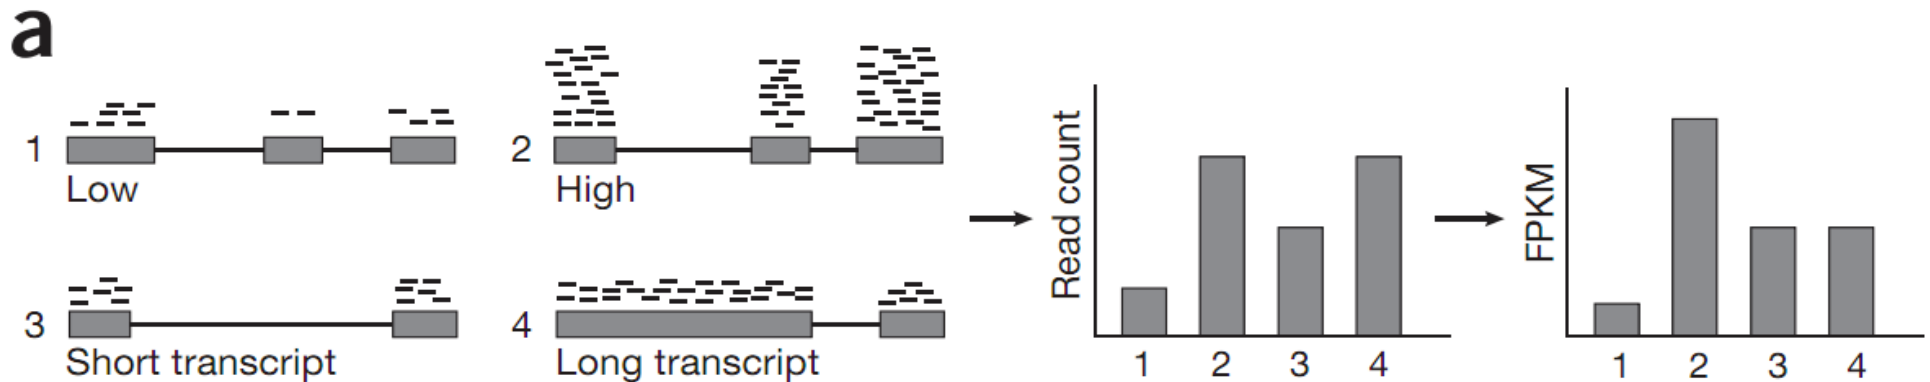 a
1
Low
2
High
3
Short transcript
4
Long transcript
Read count
1 2 3 4
FPKM
1 2 3 4